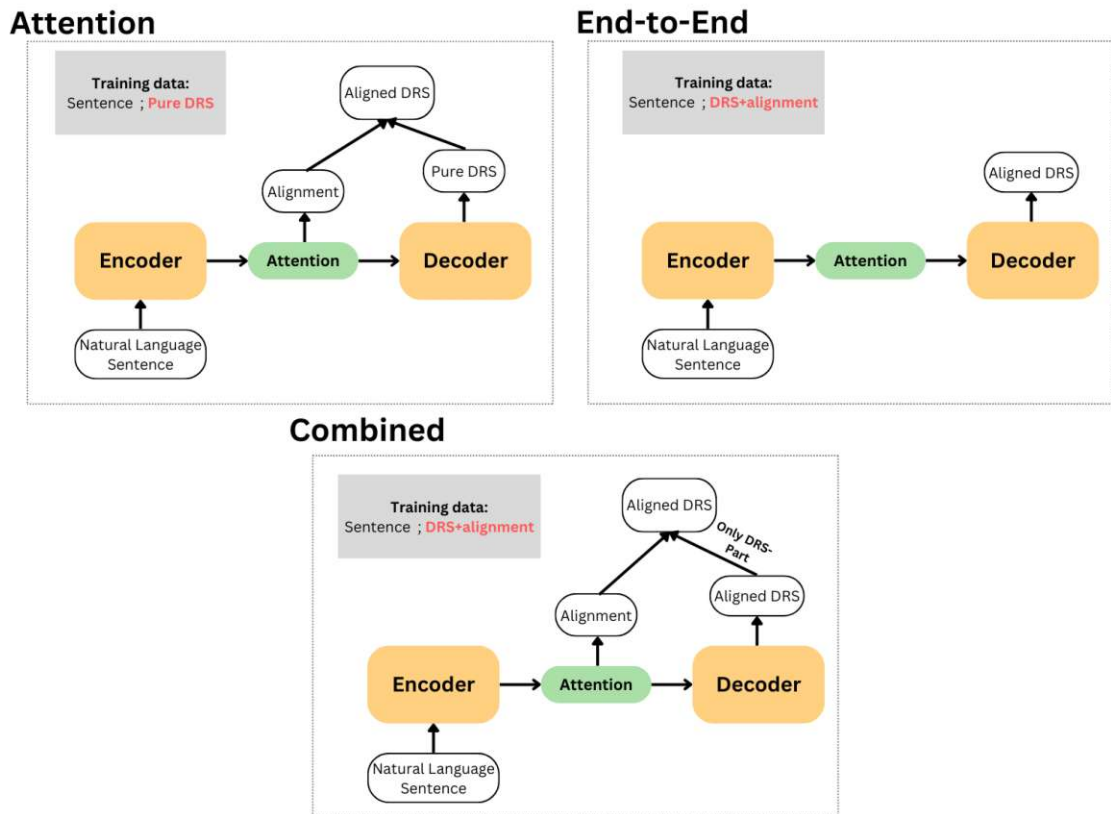 Attention
Training data:
Sentence ; Pure DRS
Aligned DRS
Alignment
Pure DRS
Encoder
Attention
Decoder
Natural Language
Sentence
End-to-End
Training data:
Sentence ; DRS+alignment
Aligned DRS
Encoder
Attention
Decoder
Natural Language
Sentence
Combined
Training data:
Sentence ; DRS+alignment
Aligned DRS
Only DRS-
Part
Alignment
Aligned DRS
Encoder
Attention
Decoder
Natural Language
Sentence